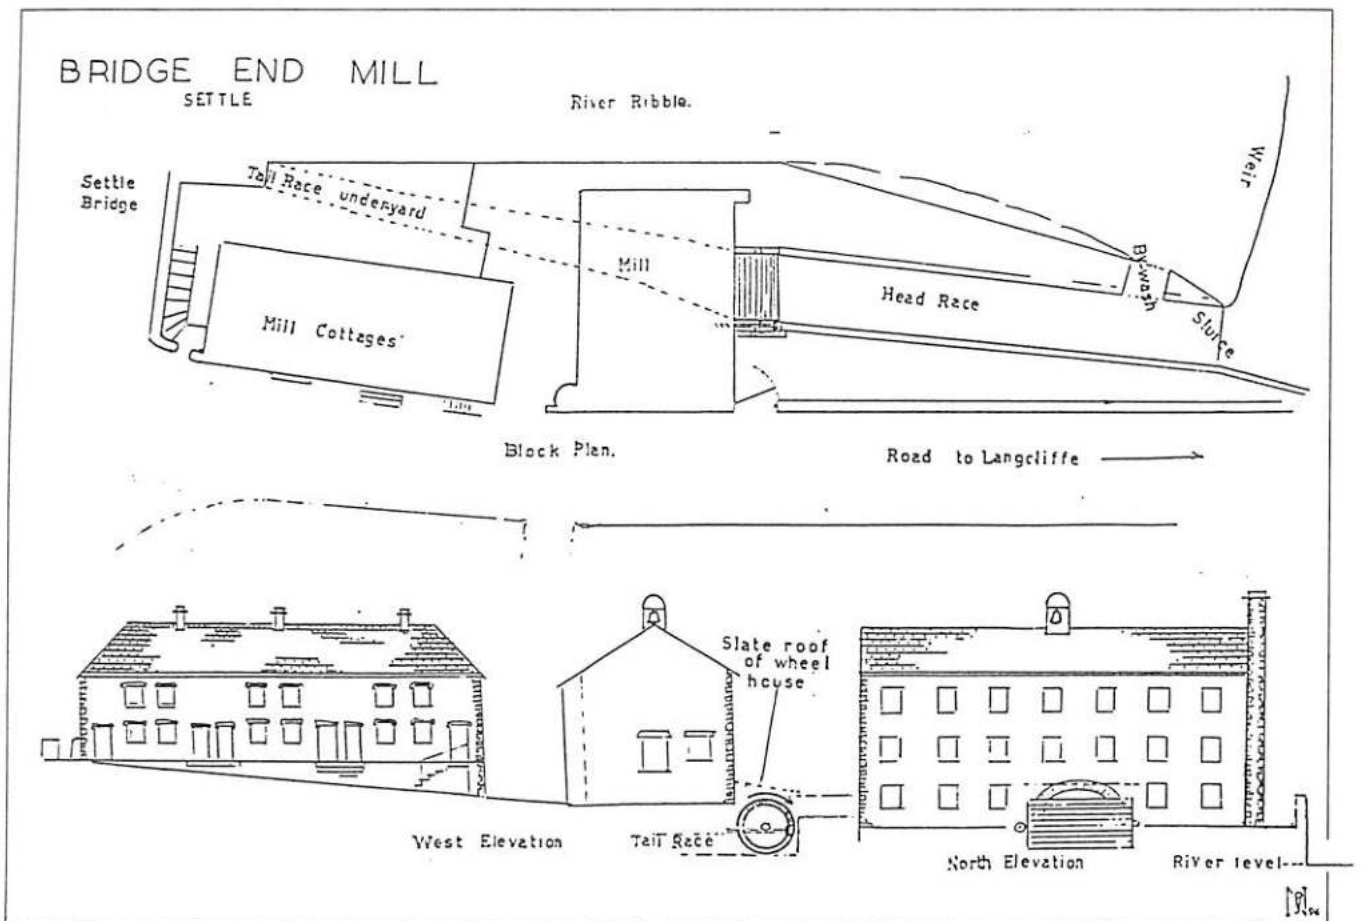 BRIDGE END MILL
SETTLE
River Ribble.
Weir
Settle
Bridge
Tail Race underyard
Mill
By-wash
Head Race
Sluice
Mill Cottages
Block Plan.
Road to Langcliffe
Slate roof
of wheel
house
West Elevation
Tail Race
North Elevation
River level